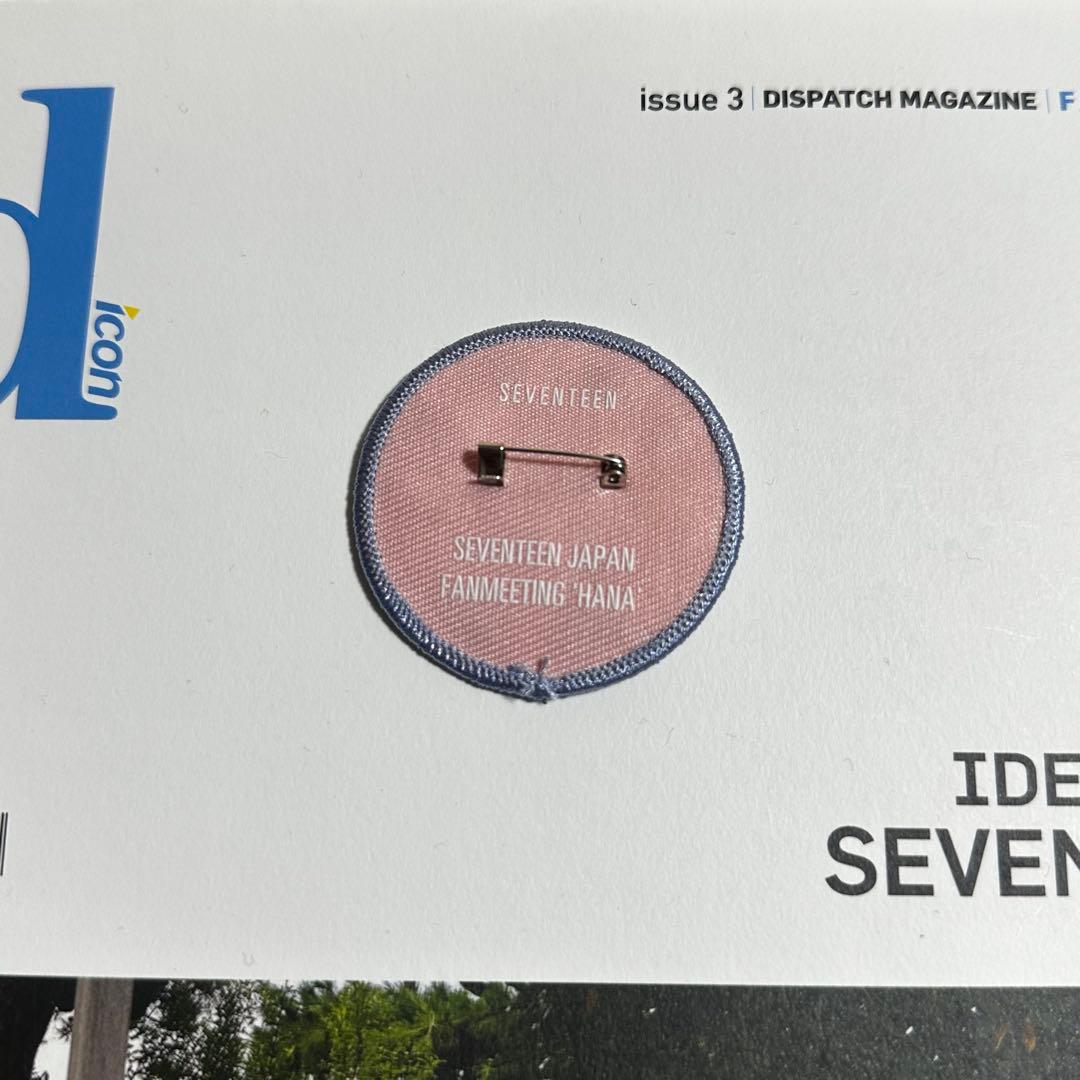 issue 3 | DISPATCH MAGAZINE | F
d
icon
SEVENTEEN
SEVENTEEN JAPAN
FANMEETING 'HANA'
IDE
SEVEN